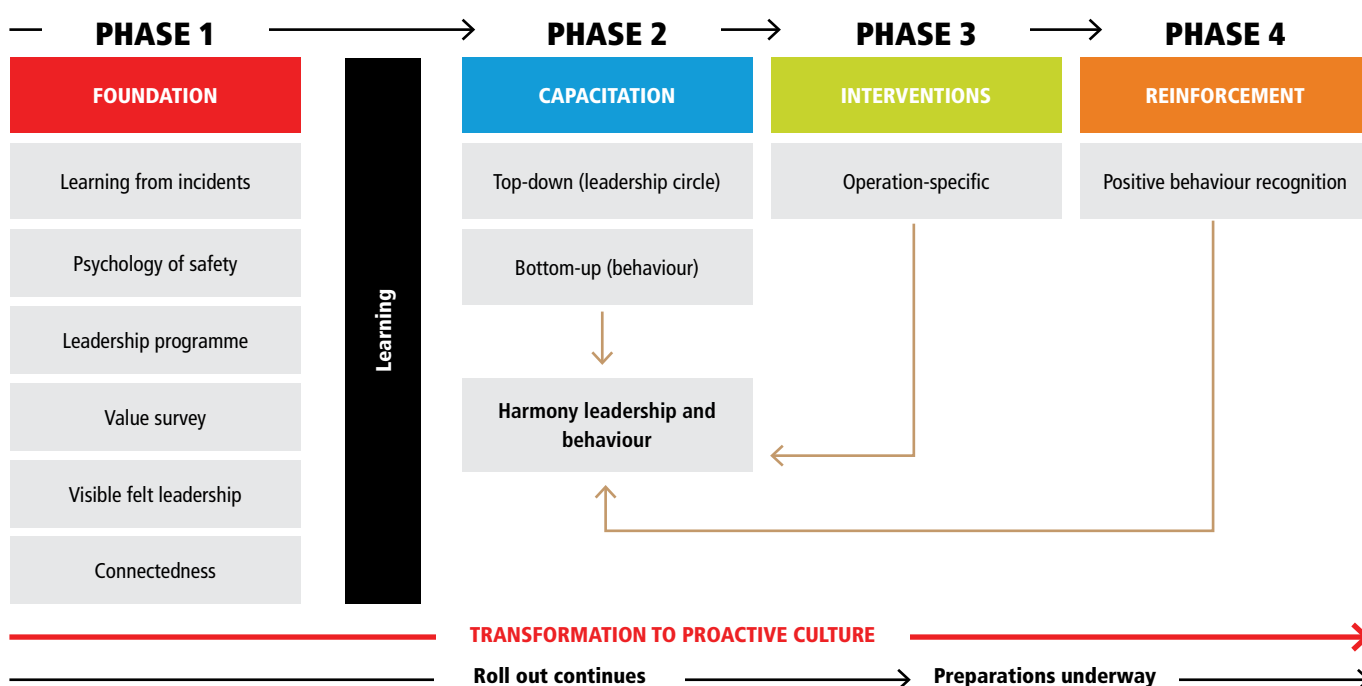 PHASE 1
PHASE 2
PHASE 3
PHASE 4
FOUNDATION
CAPACITATION
INTERVENTIONS
REINFORCEMENT
Learning from incidents
Psychology of safety
Leadership programme
Value survey
Visible felt leadership
Connectedness
Learning
Top-down (leadership circle)
Bottom-up (behaviour)
Harmony leadership and
behaviour
Operation-specific
Positive behaviour recognition
TRANSFORMATION TO PROACTIVE CULTURE
Roll out continues
Preparations underway